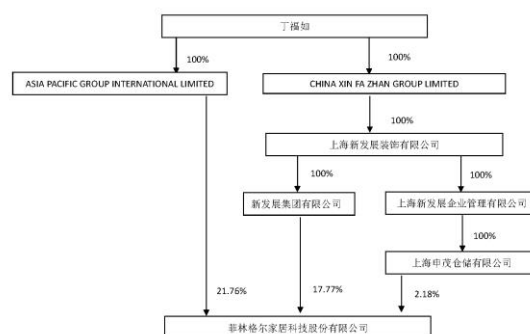 丁福如
100%
100%
ASIA PACIFIC GROUP INTERNATIONAL LIMITED
CHINA XIN FA ZHAN GROUP LIMITED
100%
上海新发展装饰有限公司
100%
100%
新发展集团有限公司
上海新发展企业管理有限公司
100%
上海申茂仓储有限公司
21.76%
17.77%
2.18%
菲林格尔家居科技股份有限公司